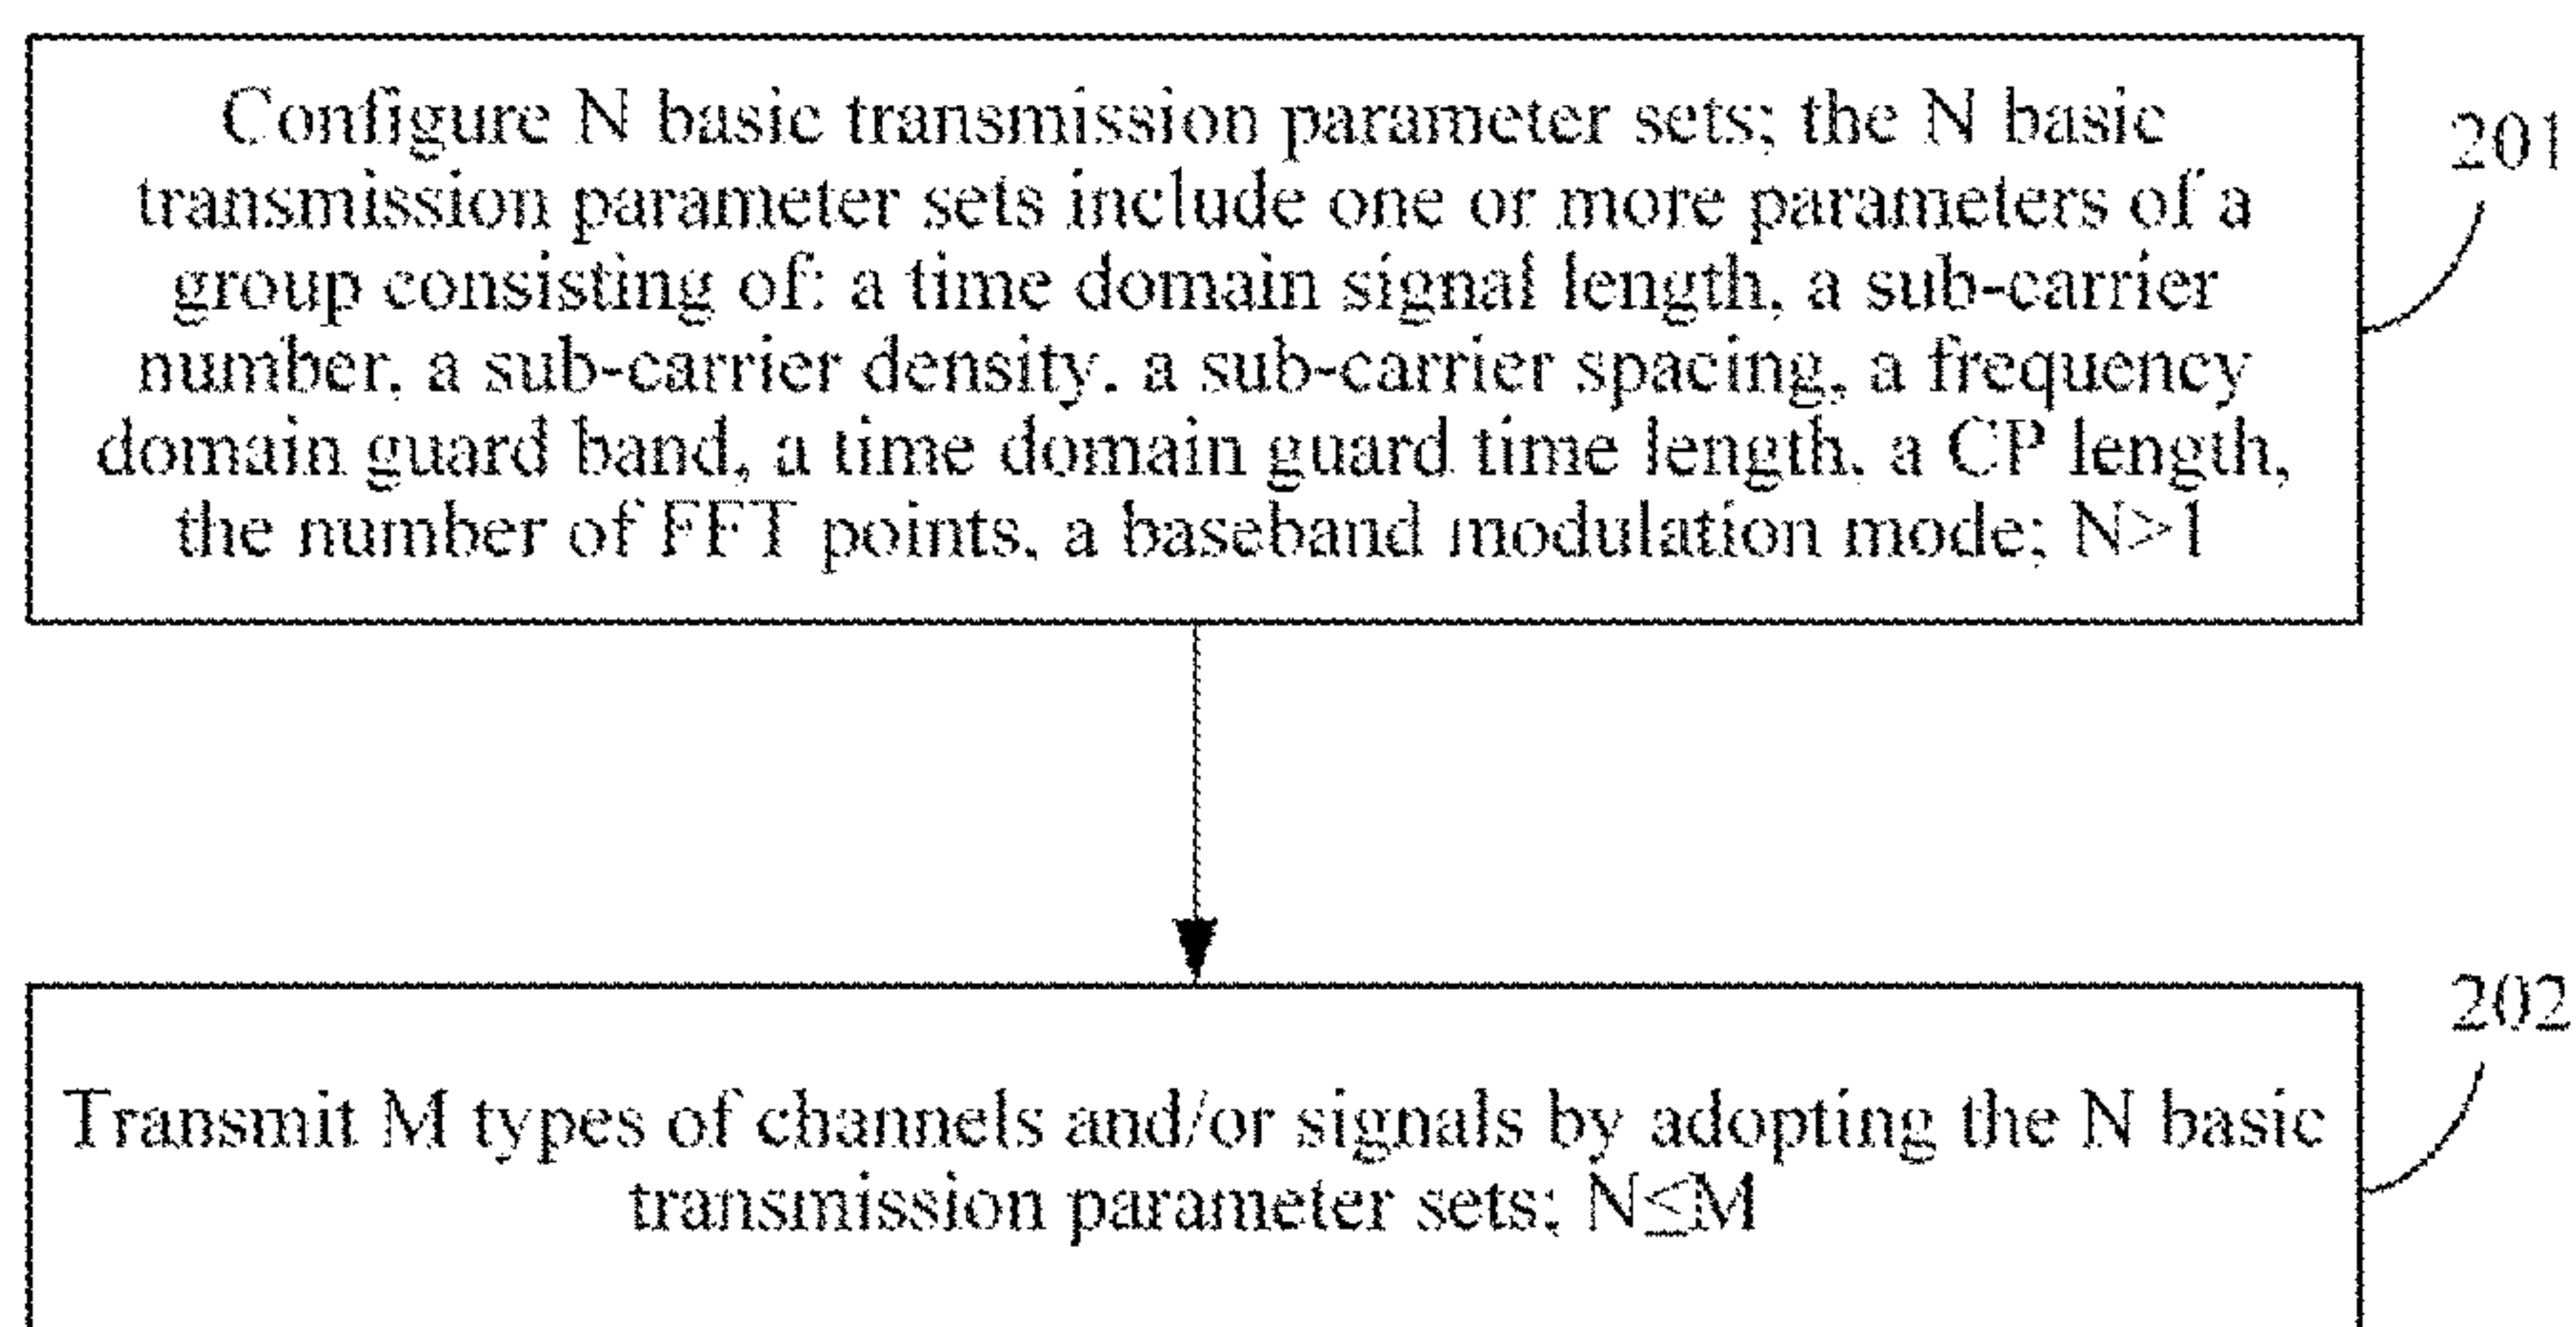 Configure N basic transmission parameter sets; the N basic
transmission parameter sets include one or more parameters of a
group consisting of: a time domain signal length, a sub-carrier
number, a sub-carrier density, a sub-carrier spacing, a frequency
domain guard band, a time domain guard time length, a CP length,
the number of FFT points, a baseband modulation mode; N>1
201
202
Transmit M types of channels and/or signals by adopting the N basic
transmission parameter sets; N≤M